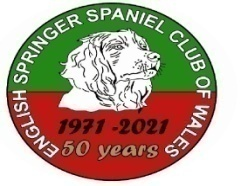 ENGLISH SPRINGER SPANIEL CLUB OF WALES
1971 -2021
50 years